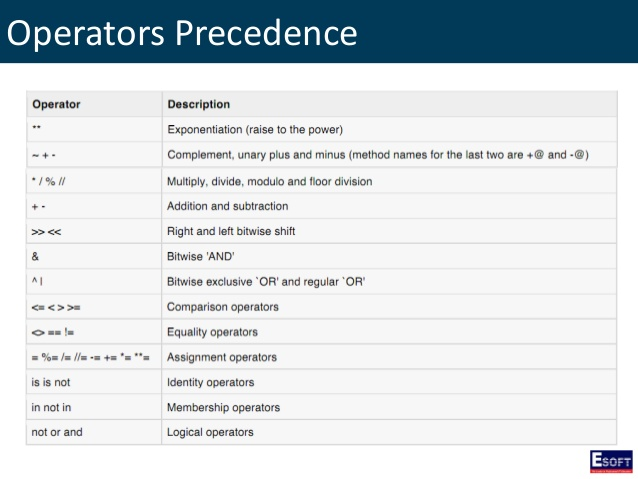 Operators Precedence
Operator Description
** Exponentiation (raise to the power)
~ + - Complement, unary plus and minus (method names for the last two are +@ and -@)
* / % // Multiply, divide, modulo and floor division
+ - Addition and subtraction
>> << Right and left bitwise shift
& Bitwise 'AND'
^ | Bitwise exclusive `OR' and regular `OR'
<= < > >= Comparison operators
<> == != Equality operators
= %= /= //= -= += *= **= Assignment operators
is is not Identity operators
in not in Membership operators
not or and Logical operators
ESOFT